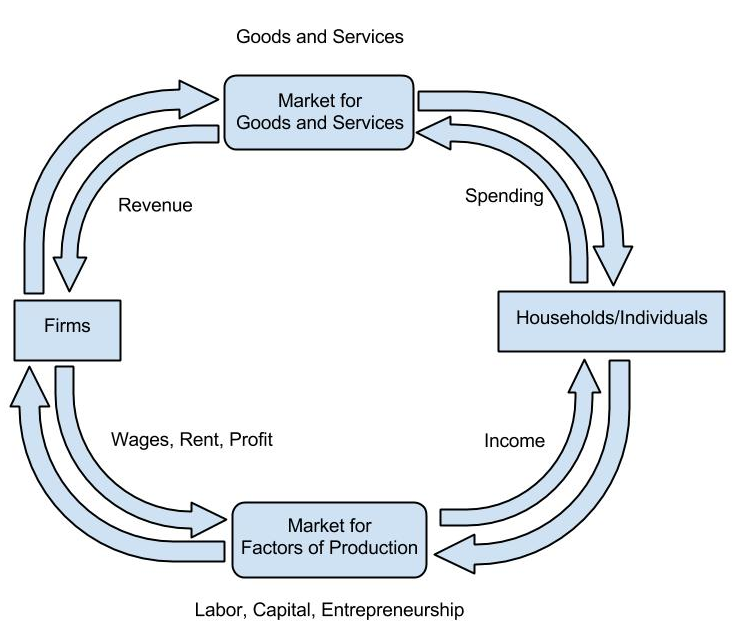 Goods and Services
Market for
Goods and Services
Revenue
Spending
Firms
Households/Individuals
Wages, Rent, Profit
Income
Market for
Factors of Production
Labor, Capital, Entrepreneurship